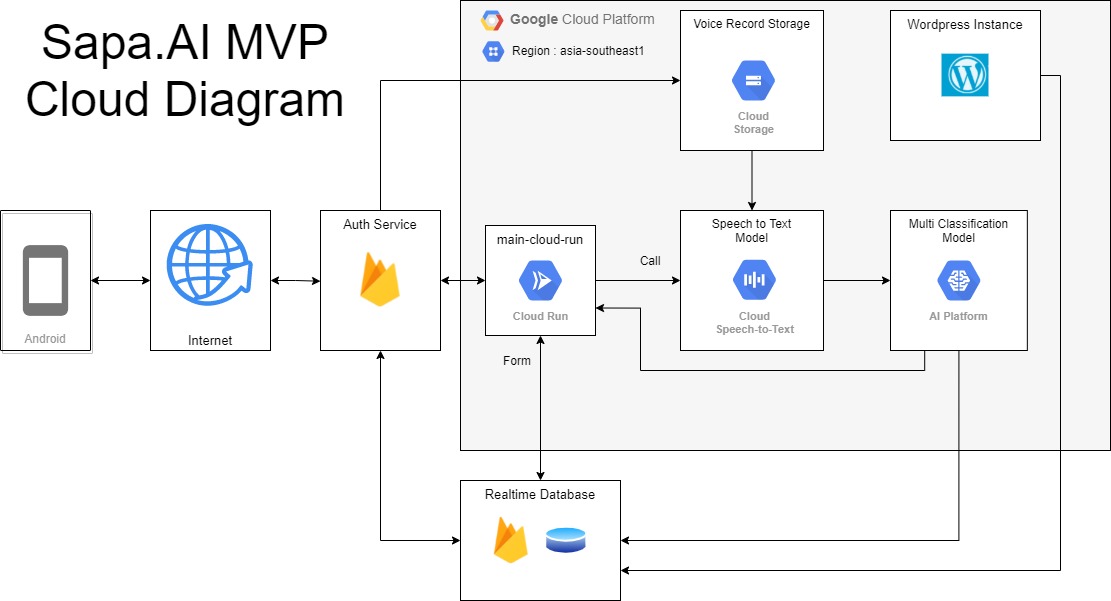 Sapa.AI MVP
Cloud Diagram
Google Cloud Platform
Region : asia-southeast1
Voice Record Storage
Cloud
Storage
Wordpress Instance
Android
Internet
Auth Service
main-cloud-run
Cloud Run
Call
Speech to Text
Model
Cloud
Speech-to-Text
Multi Classification
Model
AI Platform
Form
Realtime Database